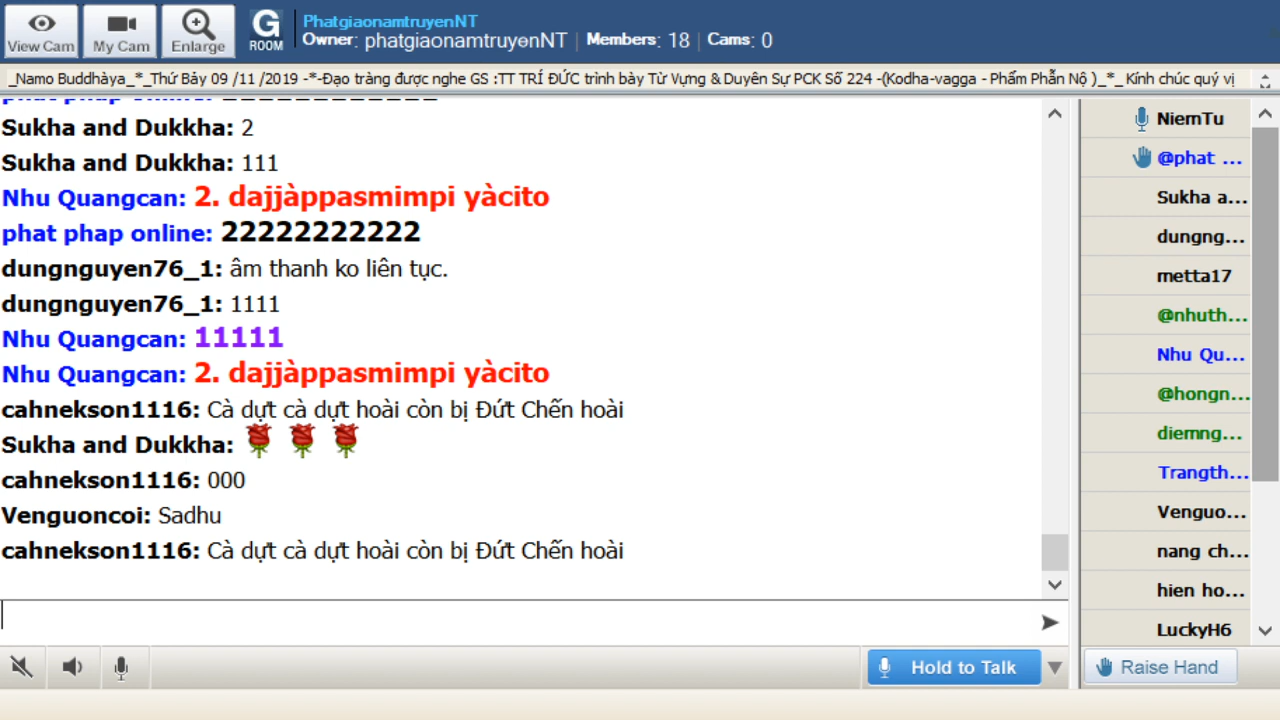 View Cam
My Cam
Enlarge
G
ROOM
PhatgiaonamtruyenNT
Owner: phatgiaonamtruyenNT | Members: 18 | Cams: 0
_Namo Buddhàya_*_Thứ Bảy 09 /11 /2019 -*-Đạo tràng được nghe GS :TT TRÍ ĐỨC trình bày Từ Vựng & Duyên Sự PCK Số 224 -(Kodha-vagga - Phẩm Phẫn Nộ )_*_ Kính chúc quý vị
Sukha and Dukkha: 2
Sukha and Dukkha: 111
Nhu Quangcan: 2. dajjàppasmimpi yàcito
phat phap online: 22222222222
dungnguyen76_1: âm thanh ko liên tục.
dungnguyen76_1: 1111
Nhu Quangcan: 11111
Nhu Quangcan: 2. dajjàppasmimpi yàcito
cahnekson1116: Cà dựt cà dựt hoài còn bị Đứt Chến hoài
Sukha and Dukkha:
cahnekson1116: 000
Venguoncoi: Sadhu
cahnekson1116: Cà dựt cà dựt hoài còn bị Đứt Chến hoài
NiemTu
@phat ...
Sukha a...
dungng...
metta17
@nhuth...
Nhu Qu...
@hongn...
diemng...
Trangth...
Venguo...
nang ch...
hien ho...
LuckyH6
Hold to Talk
Raise Hand